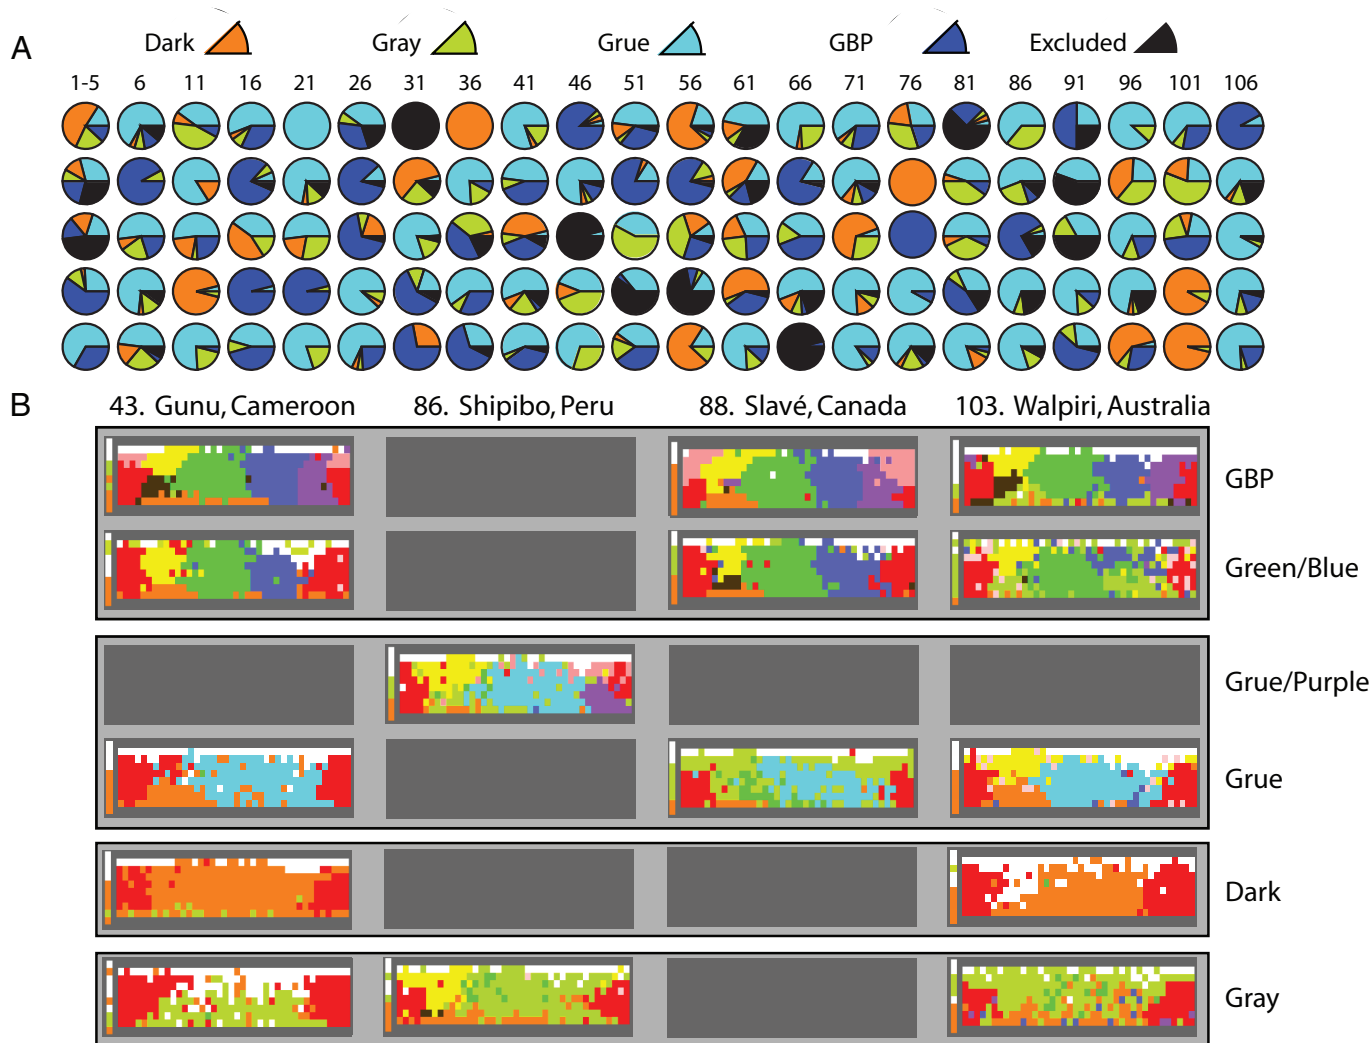 A
Dark Gray Grue GBP Excluded
1-5 6 11 16 21 26 31 36 41 46 51 56 61 66 71 76 81 86 91 96 101 106
B
43. Gunu, Cameroon 86. Shipibo, Peru 88. Slavé, Canada 103. Walpiri, Australia
GBP
Green/Blue
Grue/Purple
Grue
Dark
Gray